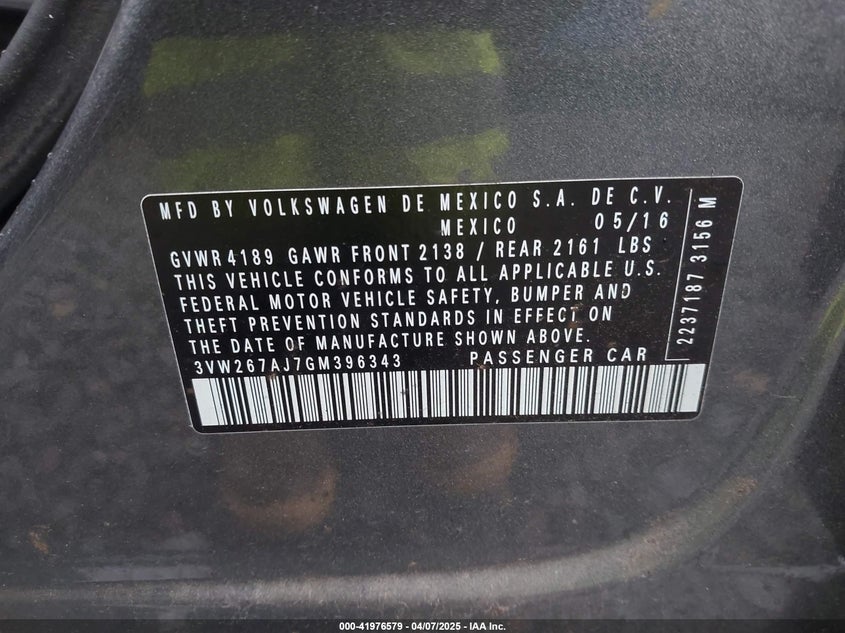 MFD BY VOLKSWAGEN DE MEXICO S.A. DE C.V.
MEXICO 05/16
GVWR 4189 GAWR FRONT 2138 / REAR 2161 LBS
THIS VEHICLE CONFORMS TO ALL APPLICABLE U.S.
FEDERAL MOTOR VEHICLE SAFETY, BUMPER AND
THEFT PREVENTION STANDARDS IN EFFECT ON
THE DATE OF MANUFACTURE SHOWN ABOVE.
3VW267AJ7GM396343 PASSENGER CAR
2237187 3156 M
000-41976579 - 04/07/2025 - IAA Inc.